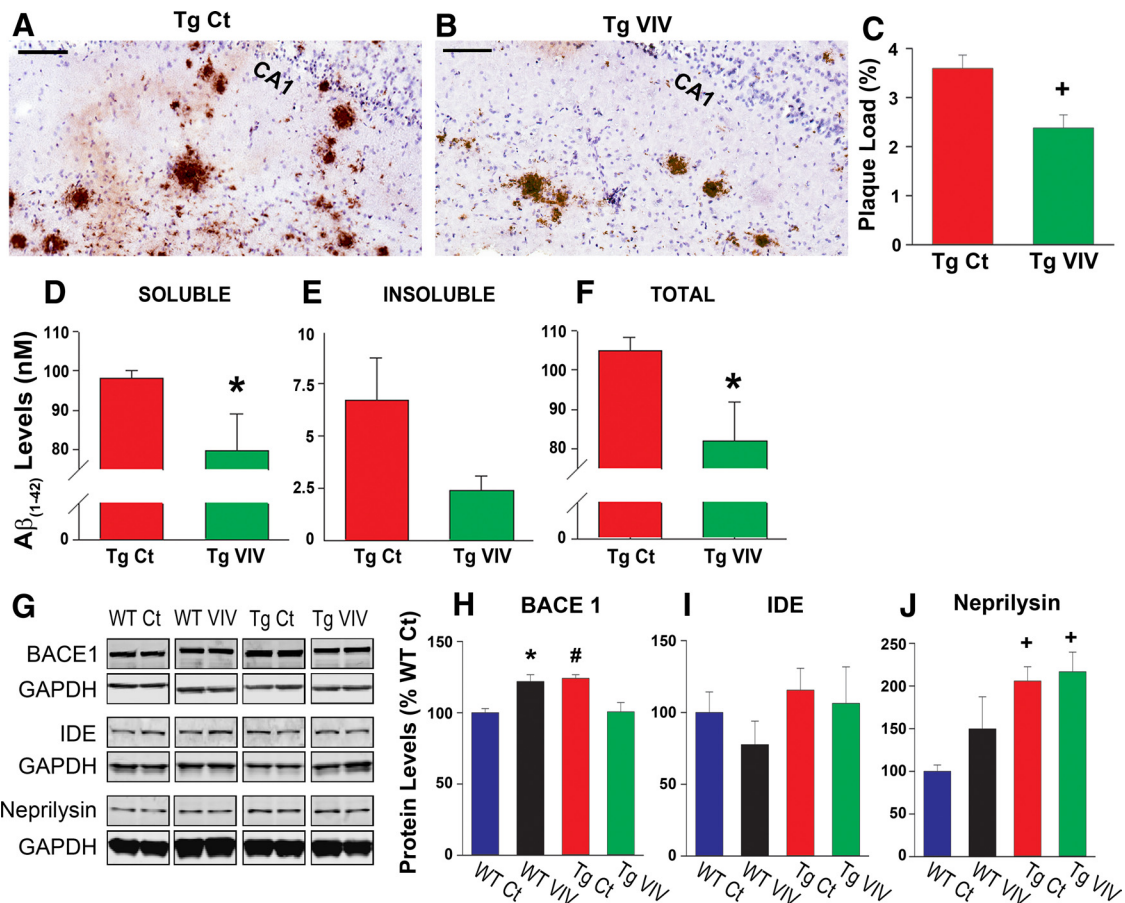 A
Tg Ct
CA1
B
Tg VIV
CA1
C
Plaque Load (%)
4
3
2
1
0
+
Tg Ct
Tg VIV
D
SOLUBLE
Aβ(1-42) Levels (nM)
110
100
90
80
0
*
Tg Ct
Tg VIV
E
INSOLUBLE
10
7.5
5
2.5
0
Tg Ct
Tg VIV
F
TOTAL
110
100
90
80
0
*
Tg Ct
Tg VIV
G
WT Ct
WT VIV
Tg Ct
Tg VIV
BACE1
GAPDH
IDE
GAPDH
Neprilysin
GAPDH
H
BACE 1
Protein Levels (% WT Ct)
150
100
50
0
*
#
WT Ct
WT VIV
Tg Ct
Tg VIV
I
IDE
150
100
50
0
WT Ct
WT VIV
Tg Ct
Tg VIV
J
Neprilysin
250
200
150
100
50
0
+
+
WT Ct
WT VIV
Tg Ct
Tg VIV